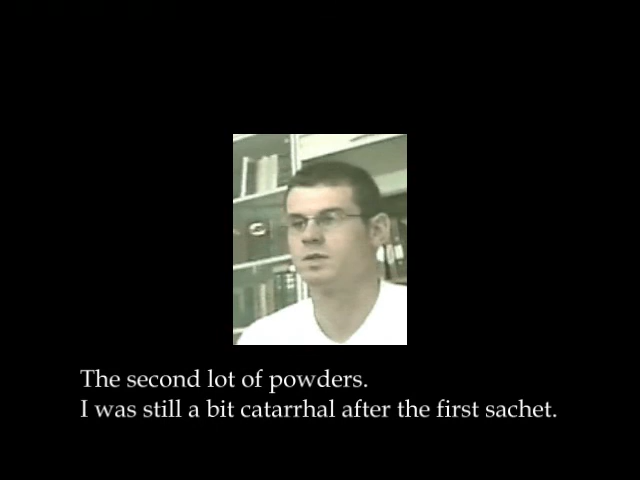 The second lot of powders.
I was still a bit catarrhal after the first sachet.